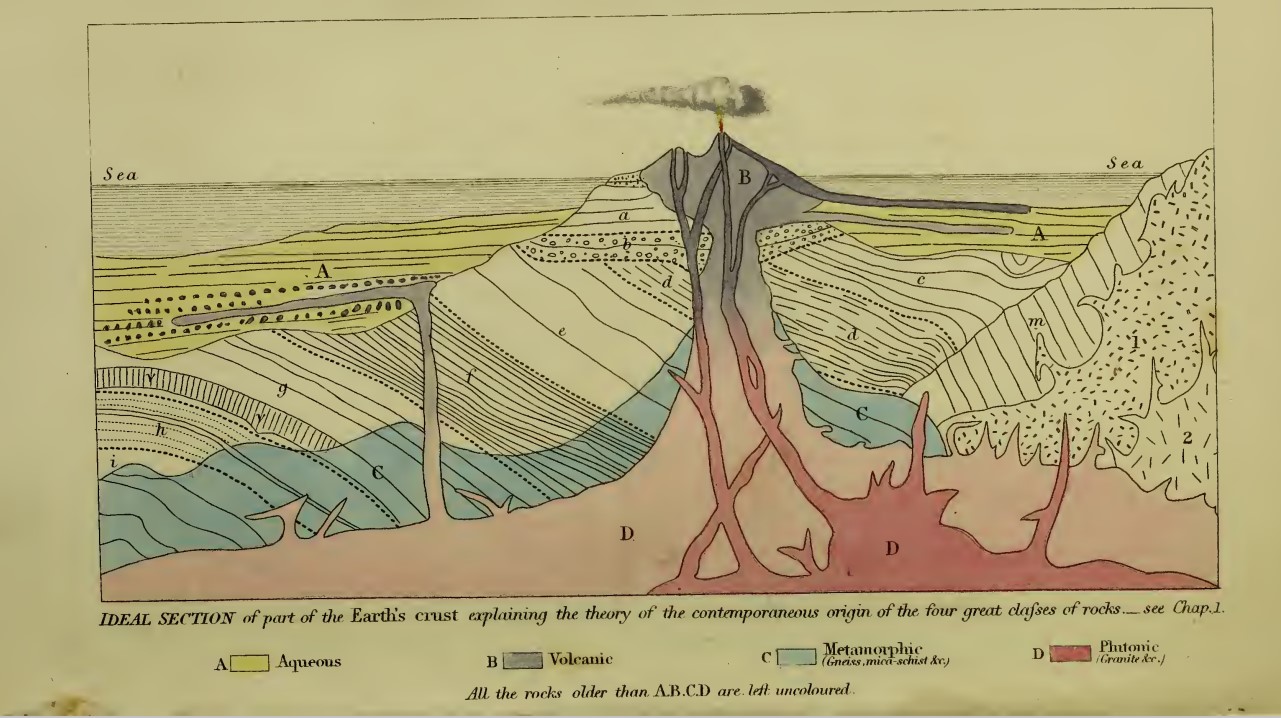 Sea
Sea
B
a
A
b
A
c
d
e
d
m
1
f
g
v
C
2
v
h
C
i
D
D
IDEAL SECTION of part of the Earth's crust explaining the theory of the contemporaneous origin of the four great claſses of rocks._ see Chap.1.
A Aqueous
B Volcanic
C Metamorphic
(Gneiss, mica-schist &c.)
D Plutonic
(Granite &c.)
All the rocks older than A.B.C.D are left uncoloured.